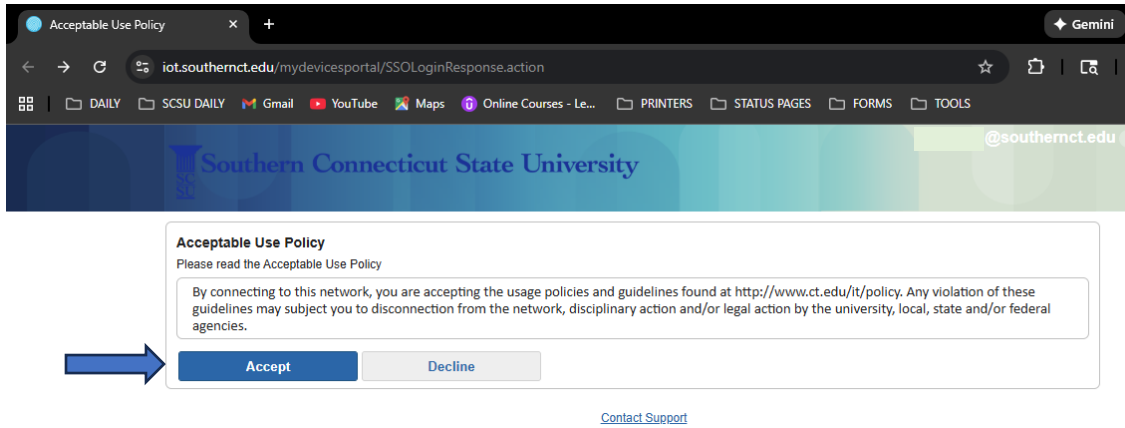 Acceptable Use Policy
Gemini
iot.southernct.edu/mydevicesportal/SSOLoginResponse.action
DAILY SCSU DAILY Gmail YouTube Maps Online Courses - Le... PRINTERS STATUS PAGES FORMS TOOLS
@southernct.edu
Southern Connecticut State University
Acceptable Use Policy
Please read the Acceptable Use Policy
By connecting to this network, you are accepting the usage policies and guidelines found at http://www.ct.edu/it/policy. Any violation of these
guidelines may subject you to disconnection from the network, disciplinary action and/or legal action by the university, local, state and/or federal
agencies.
Accept Decline
Contact Support